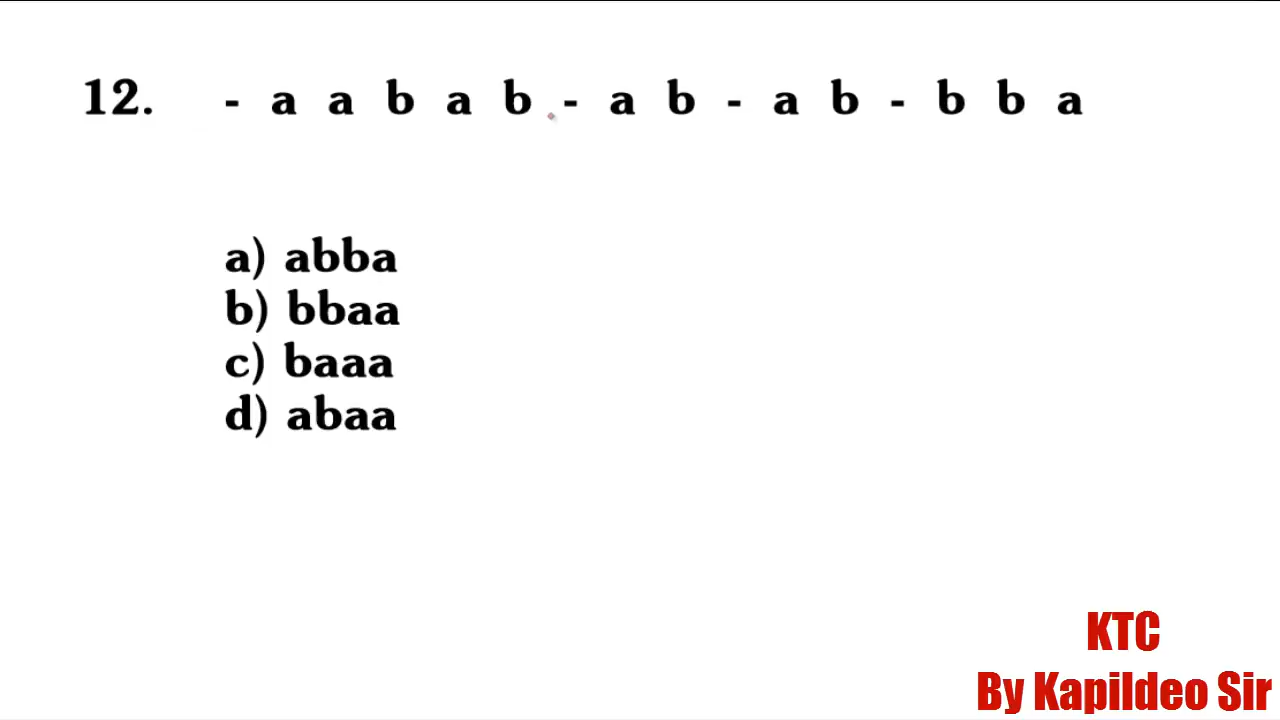 12. - a a b a b - a b - a b - b b a
a) abba
b) bbaa
c) baaa
d) abaa
KTC
By Kapildeo Sir